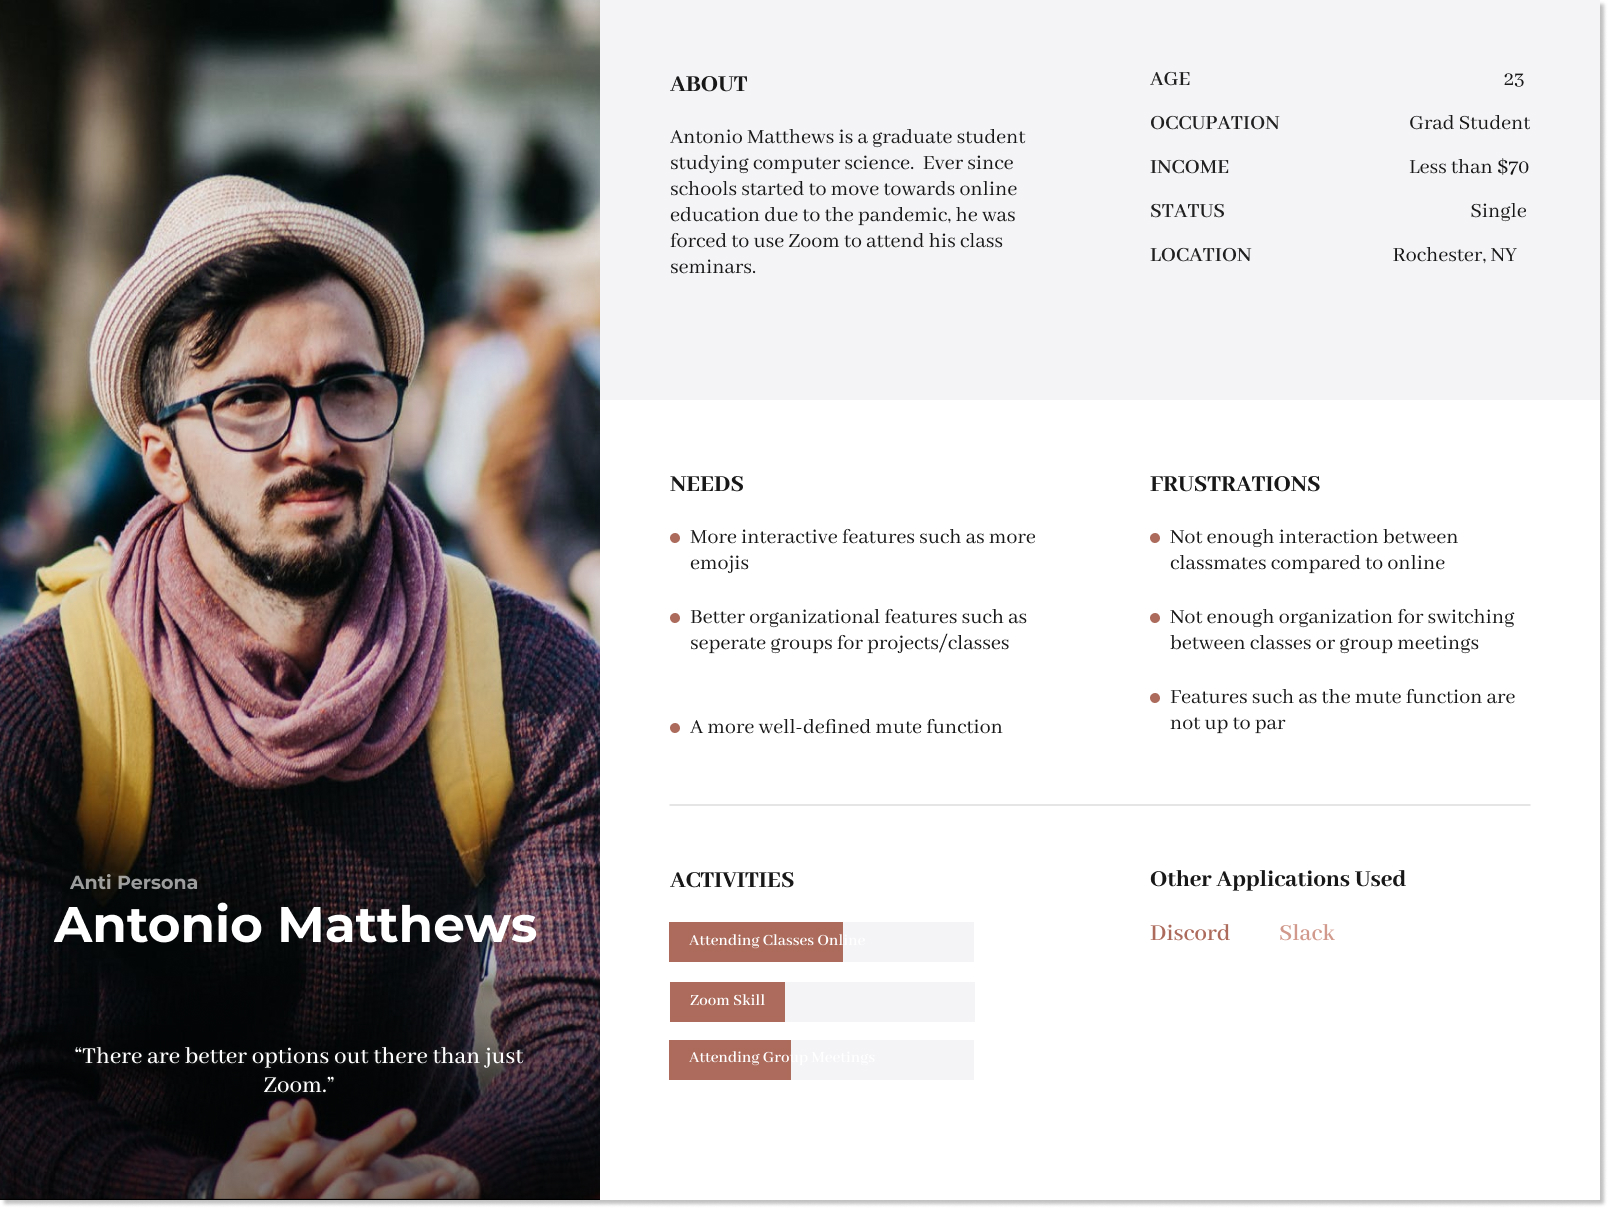 Anti Persona
Antonio Matthews
“There are better options out there than just
Zoom.”
ABOUT
Antonio Matthews is a graduate student
studying computer science.  Ever since
schools started to move towards online
education due to the pandemic, he was
forced to use Zoom to attend his class
seminars.
AGE 23
OCCUPATION Grad Student
INCOME Less than $70
STATUS Single
LOCATION Rochester, NY
NEEDS
More interactive features such as more
emojis
Better organizational features such as
seperate groups for projects/classes
A more well-defined mute function
FRUSTRATIONS
Not enough interaction between
classmates compared to online
Not enough organization for switching
between classes or group meetings
Features such as the mute function are
not up to par
ACTIVITIES
Attending Classes Online
Zoom Skill
Attending Group Meetings
Other Applications Used
Discord Slack